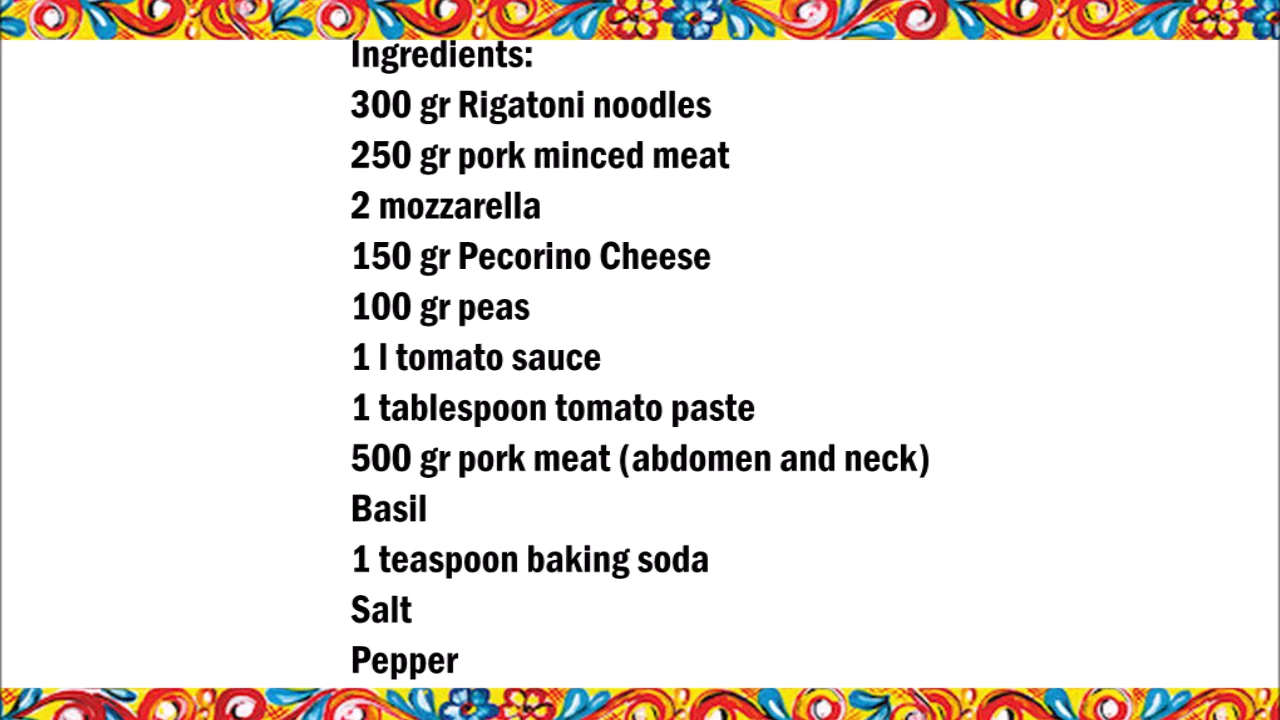 Ingredients:
300 gr Rigatoni noodles
250 gr pork minced meat
2 mozzarella
150 gr Pecorino Cheese
100 gr peas
1 l tomato sauce
1 tablespoon tomato paste
500 gr pork meat (abdomen and neck)
Basil
1 teaspoon baking soda
Salt
Pepper